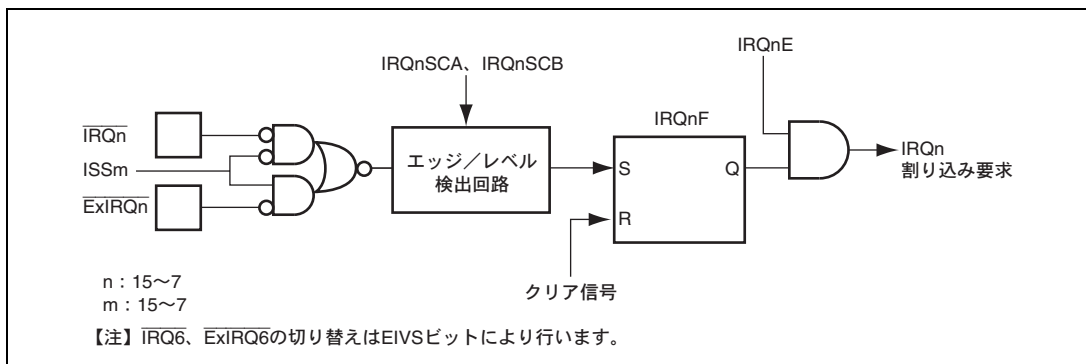 IRQnE
IRQnSCA、IRQnSCB
IRQnF
IRQn
ISSm
ExIRQn
エッジ／レベル
検出回路
S
Q
R
IRQn
割り込み要求
クリア信号
n：15～7
m：15～7
【注】IRQ6、ExIRQ6の切り替えはEIVSビットにより行います。